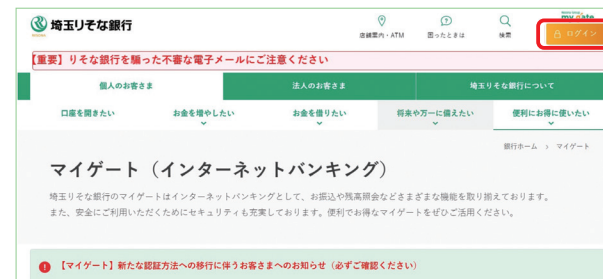 埼玉りそな銀行
店舗案内・ATM
困ったときは
検索
my gate
ログイン
【重要】りそな銀行を騙った不審な電子メールにご注意ください
個人のお客さま
法人のお客さま
埼玉りそな銀行について
口座を開きたい
お金を増やしたい
お金を借りたい
将来や万一に備えたい
便利にお得に使いたい
銀行ホーム > マイゲート
マイゲート（インターネットバンキング）
埼玉りそな銀行のマイゲートはインターネットバンキングとして、お振込や残高照会などさまざまな機能を取り揃えております。
また、安全にご利用いただくためにセキュリティも充実しております。便利でお得なマイゲートをぜひご活用ください。
【マイゲート】新たな認証方法への移行に伴うお客さまへのお知らせ（必ずご確認ください）